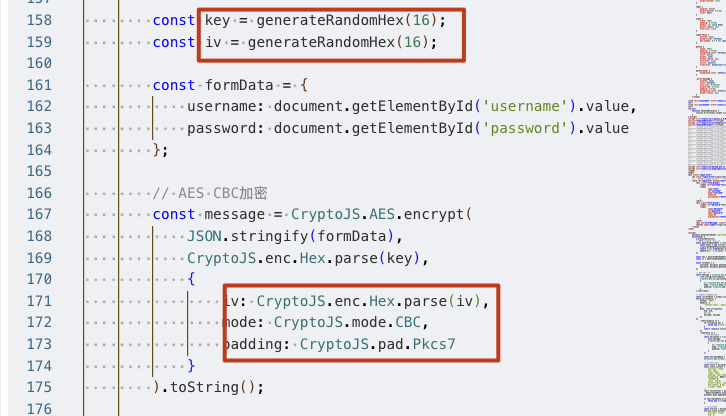 158 const key = generateRandomHex(16);
159 const iv = generateRandomHex(16);
160
161 const formData = {
162 username: document.getElementById('username').value,
163 password: document.getElementById('password').value
164 };
165
166 // AES CBC加密
167 const message = CryptoJS.AES.encrypt(
168 JSON.stringify(formData),
169 CryptoJS.enc.Hex.parse(key),
170 {
171 iv: CryptoJS.enc.Hex.parse(iv),
172 mode: CryptoJS.mode.CBC,
173 padding: CryptoJS.pad.Pkcs7
174 }
175 ).toString();
176